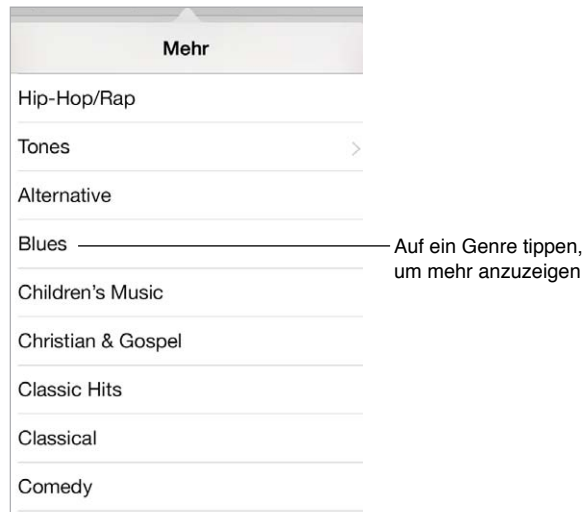 Mehr
Hip-Hop/Rap
Tones
Alternative
Blues
Auf ein Genre tippen,
um mehr anzuzeigen
Children's Music
Christian & Gospel
Classic Hits
Classical
Comedy